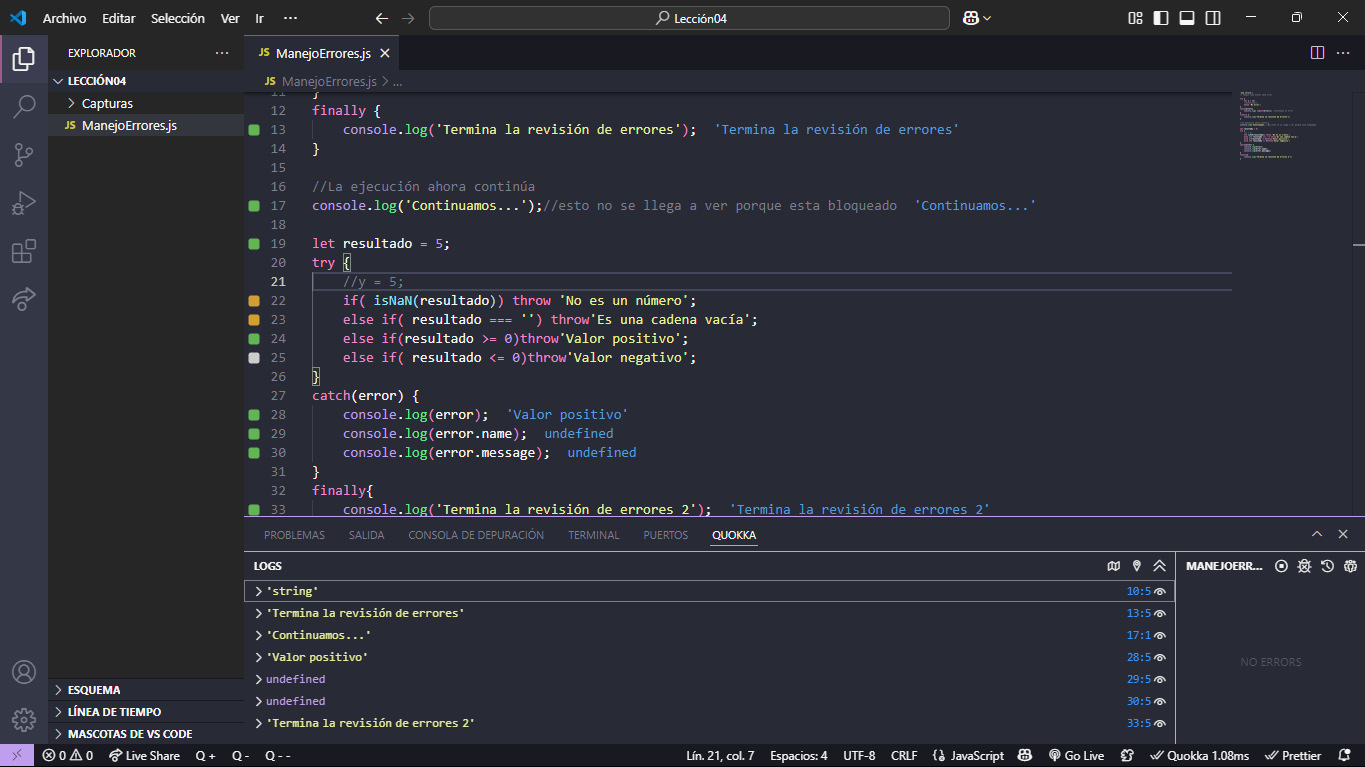 Archivo Editar Selección Ver Ir ···
Lección04
EXPLORADOR ···
LECCIÓN04
Capturas
JS ManejoErrores.js
JS ManejoErrores.js
JS ManejoErrores.js > ...
11 }
12 finally {
13 console.log('Termina la revisión de errores'); 'Termina la revisión de errores'
14 }
15
16 //La ejecución ahora continúa
17 console.log('Continuamos...');//esto no se llega a ver porque esta bloqueado 'Continuamos...'
18
19 let resultado = 5;
20 try {
21 //y = 5;
22 if( isNaN(resultado)) throw 'No es un número';
23 else if( resultado === '') throw'Es una cadena vacía';
24 else if(resultado >= 0)throw'Valor positivo';
25 else if( resultado <= 0)throw'Valor negativo';
26 }
27 catch(error) {
28 console.log(error); 'Valor positivo'
29 console.log(error.name); undefined
30 console.log(error.message); undefined
31 }
32 finally{
33 console.log('Termina la revisión de errores 2'); 'Termina la revisión de errores 2'
PROBLEMAS SALIDA CONSOLA DE DEPURACIÓN TERMINAL PUERTOS QUOKKA
LOGS
'string' 10:5
'Termina la revisión de errores' 13:5
'Continuamos...' 17:1
'Valor positivo' 28:5
undefined 29:5
undefined 30:5
'Termina la revisión de errores 2' 33:5
MANEJOERR...
NO ERRORS
ESQUEMA
LÍNEA DE TIEMPO
MASCOTAS DE VS CODE
0 0 Live Share Q + Q - Q - - Lín. 21, col. 7 Espacios: 4 UTF-8 CRLF {} JavaScript Go Live Quokka 1.08ms Prettier